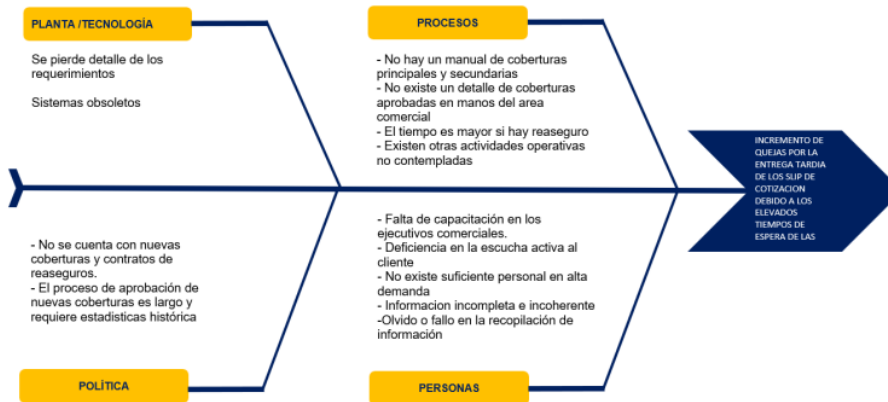 PLANTA /TECNOLOGÍA
Se pierde detalle de los
requerimientos
Sistemas obsoletos
PROCESOS
- No hay un manual de coberturas
principales y secundarias
- No existe un detalle de coberturas
aprobadas en manos del area
comercial
- El tiempo es mayor si hay reaseguro
- Existen otras actividades operativas
no contempladas
INCREMENTO DE
QUEJAS POR LA
ENTREGA TARDIA
DE LOS SLIP DE
COTIZACION
DEBIDO A LOS
ELEVADOS
TIEMPOS DE
ESPERA DE LAS
- No se cuenta con nuevas
coberturas y contratos de
reaseguros.
- El proceso de aprobación de
nuevas coberturas es largo y
requiere estadisticas histórica
POLÍTICA
- Falta de capacitación en los
ejecutivos comerciales.
- Deficiencia en la escucha activa al
cliente
- No existe suficiente personal en alta
demanda
- Informacion incompleta e incoherente
-Olvido o fallo en la recopilación de
información
PERSONAS